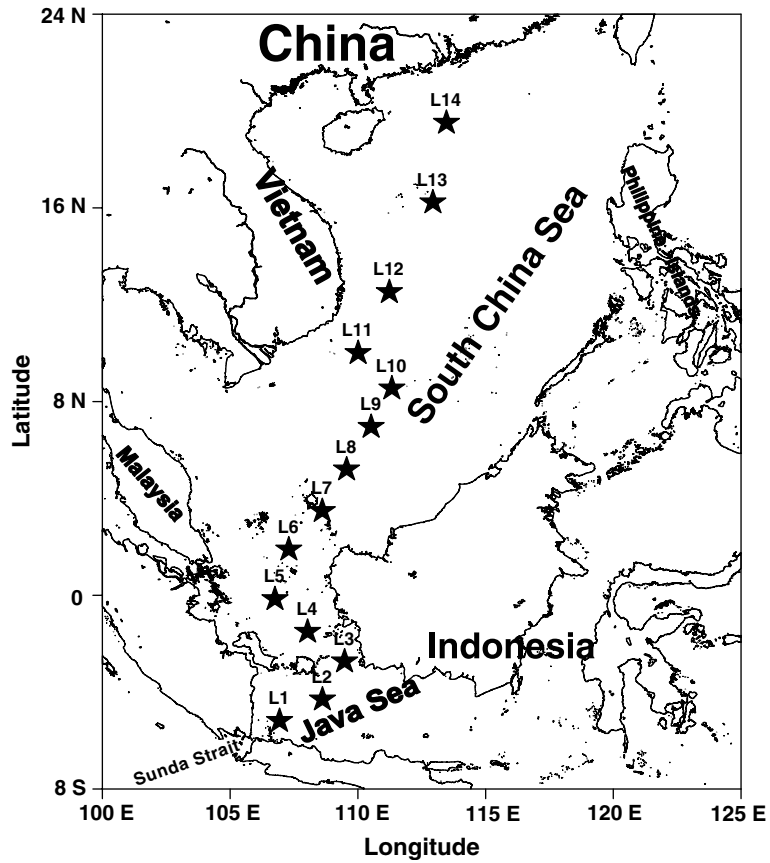 24 N
China
L14
16 N
L13
Vietnam
Philippine Islands
South China Sea
L12
L11
L10
Latitude
8 N
L9
L8
Malaysia
L7
L6
L5
0
L4
L3
Indonesia
L2
L1
Java Sea
Sunda Strait
8 S
100 E
105 E
110 E
115 E
120 E
125 E
Longitude